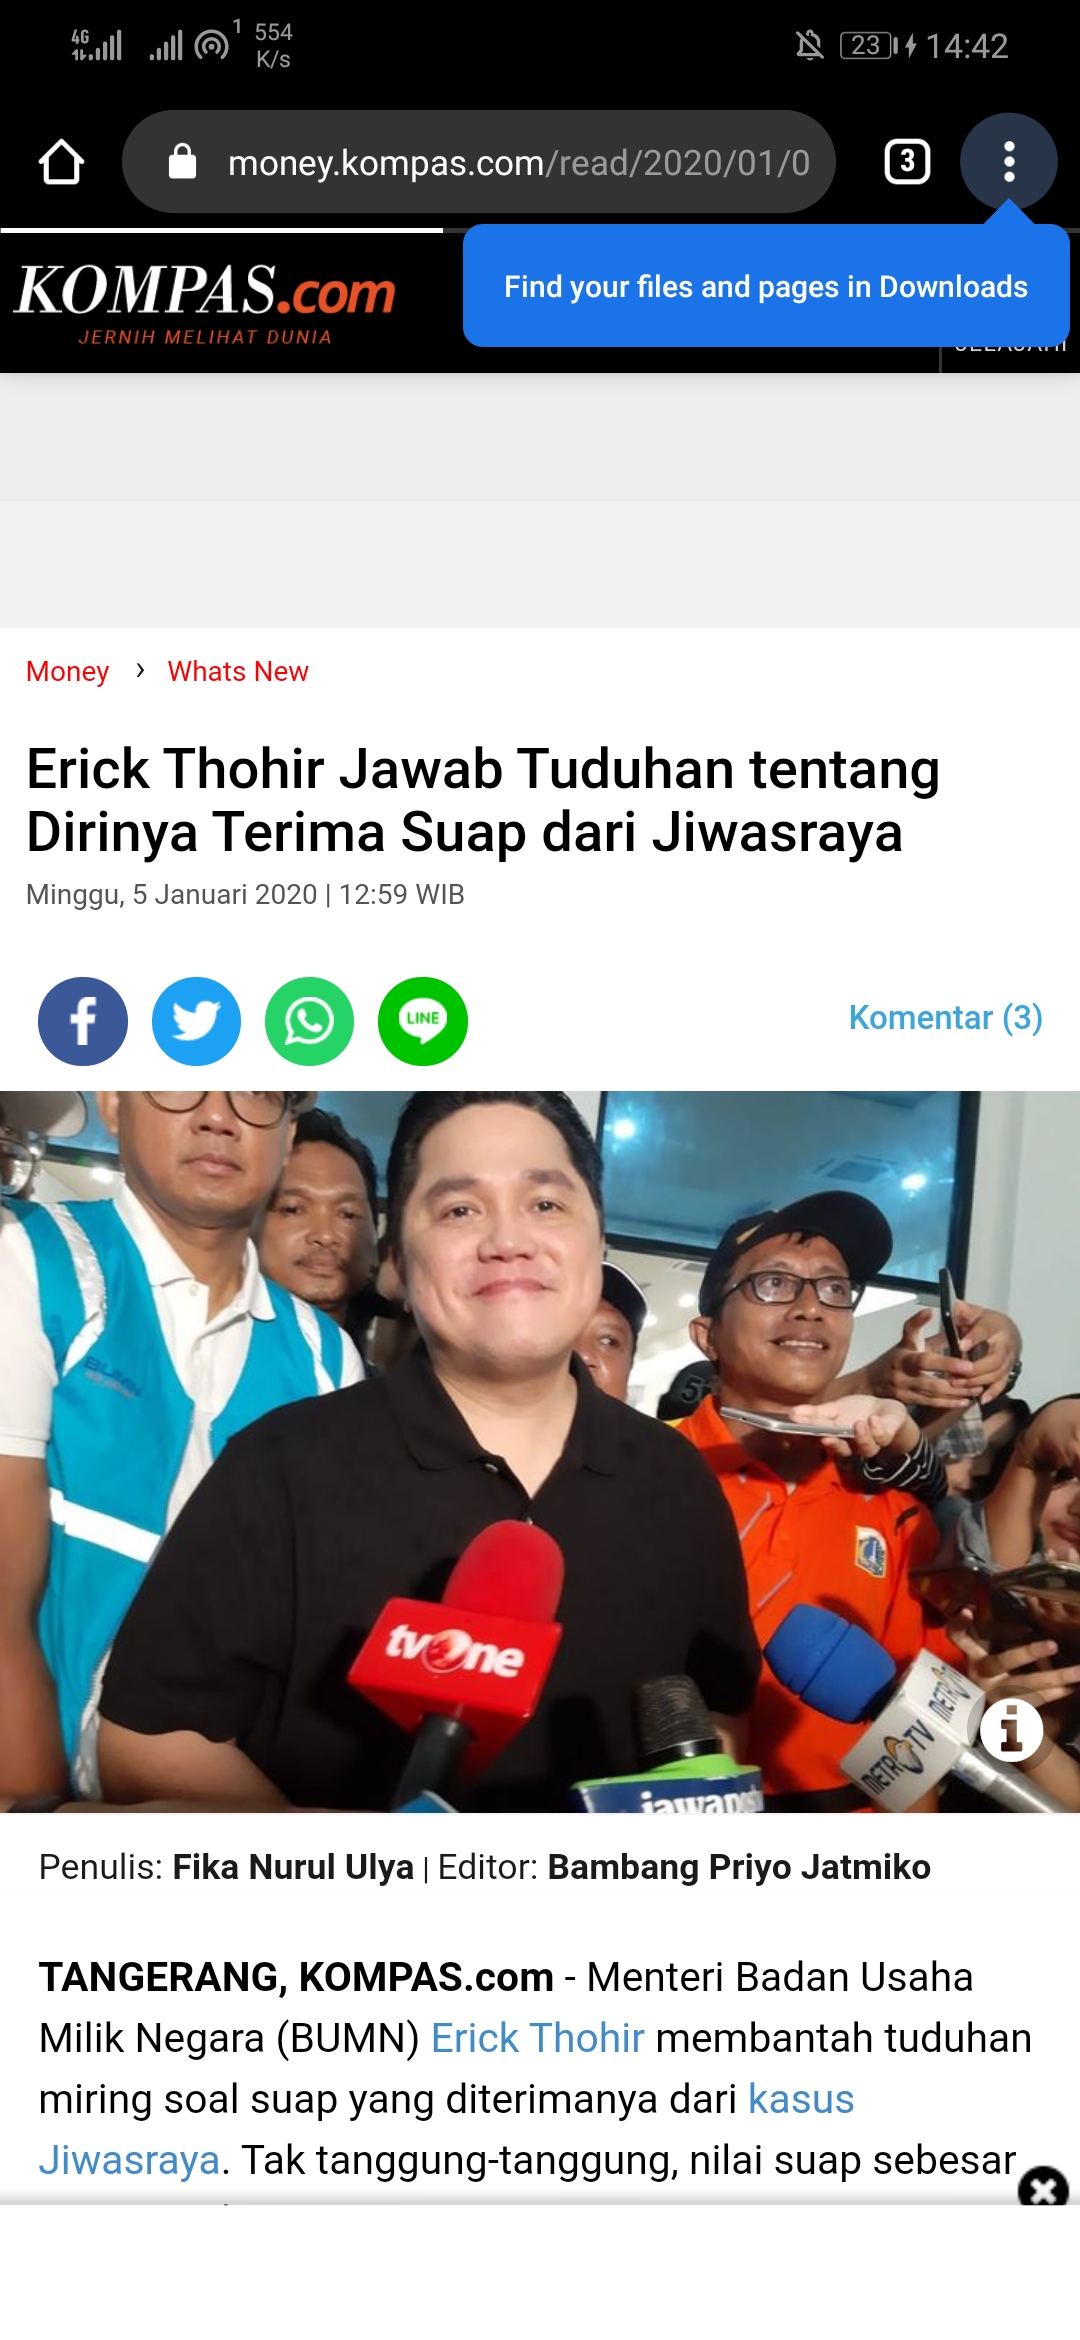 4G 1 554 K/s 23 14:42
money.kompas.com/read/2020/01/0 3
KOMPAS.com
JERNIH MELIHAT DUNIA
Find your files and pages in Downloads
Money › Whats New
Erick Thohir Jawab Tuduhan tentang
Dirinya Terima Suap dari Jiwasraya
Minggu, 5 Januari 2020 | 12:59 WIB
LINE
Komentar (3)
BUMN
5
tvOne
METRO TV
METRO
jawapos
Penulis: Fika Nurul Ulya | Editor: Bambang Priyo Jatmiko
TANGERANG, KOMPAS.com - Menteri Badan Usaha
Milik Negara (BUMN) Erick Thohir membantah tuduhan
miring soal suap yang diterimanya dari kasus
Jiwasraya. Tak tanggung-tanggung, nilai suap sebesar